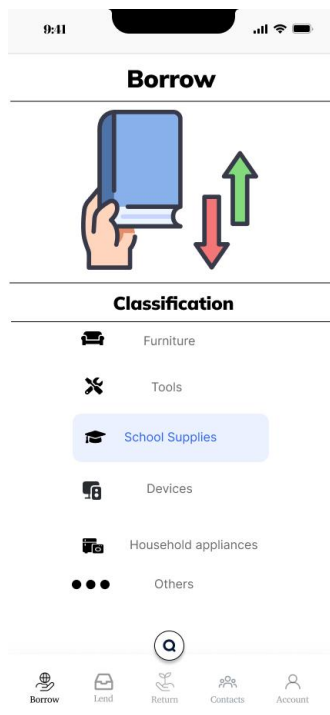 9:41
Borrow
Classification
Furniture
Tools
School Supplies
Devices
Household appliances
Others
Borrow Lend Return Contacts Account